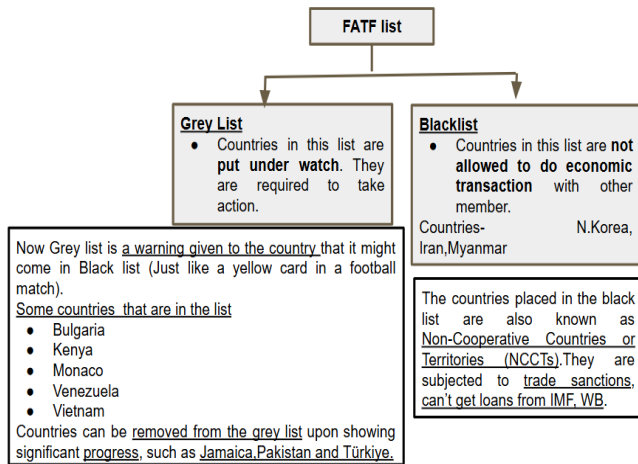 FATF list
Grey List
● Countries in this list are
put under watch. They
are required to take
action.
Blacklist
● Countries in this list are not
allowed to do economic
transaction with other
member.
Countries- N.Korea,
Iran,Myanmar
Now Grey list is a warning given to the country that it might
come in Black list (Just like a yellow card in a football
match).
Some countries that are in the list
● Bulgaria
● Kenya
● Monaco
● Venezuela
● Vietnam
Countries can be removed from the grey list upon showing
significant progress, such as Jamaica,Pakistan and Türkiye.
The countries placed in the black
list are also known as
Non-Cooperative Countries or
Territories (NCCTs).They are
subjected to trade sanctions,
can't get loans from IMF, WB.